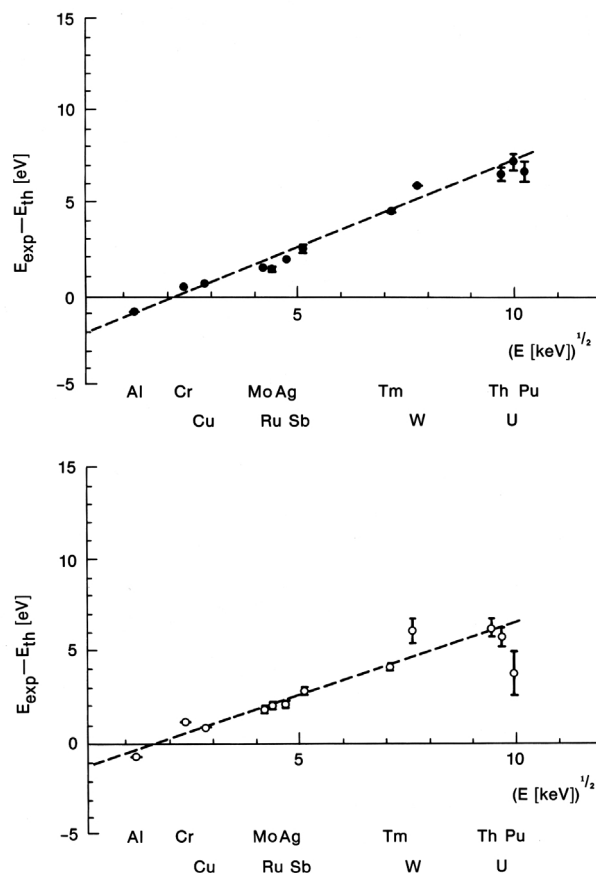 15
10
5
0
−5
E_exp—E_th [eV]
5
10
(E [keV])^1/2
Al Cr Mo Ag Tm Th Pu
Cu Ru Sb W U
15
10
5
0
−5
E_exp—E_th [eV]
5
10
(E [keV])^1/2
Al Cr Mo Ag Tm Th Pu
Cu Ru Sb W U